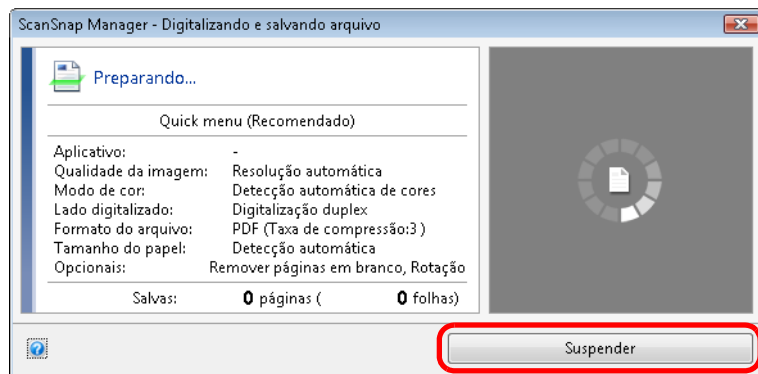 ScanSnap Manager - Digitalizando e salvando arquivo
Preparando...
Quick menu (Recomendado)
Aplicativo: -
Qualidade da imagem: Resolução automática
Modo de cor: Detecção automática de cores
Lado digitalizado: Digitalização duplex
Formato do arquivo: PDF (Taxa de compressão:3 )
Tamanho do papel: Detecção automática
Opcionais: Remover páginas em branco, Rotação
Salvas: 0 páginas ( 0 folhas)
Suspender